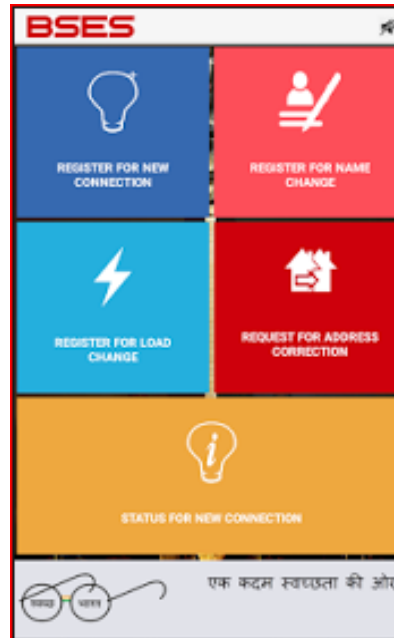 BSES
REGISTER FOR NEW
CONNECTION
REGISTER FOR NAME
CHANGE
REGISTER FOR LOAD
CHANGE
REQUEST FOR ADDRESS
CORRECTION
STATUS FOR NEW CONNECTION
एक कदम स्वच्छता की ओर
स्वच्छ भारत